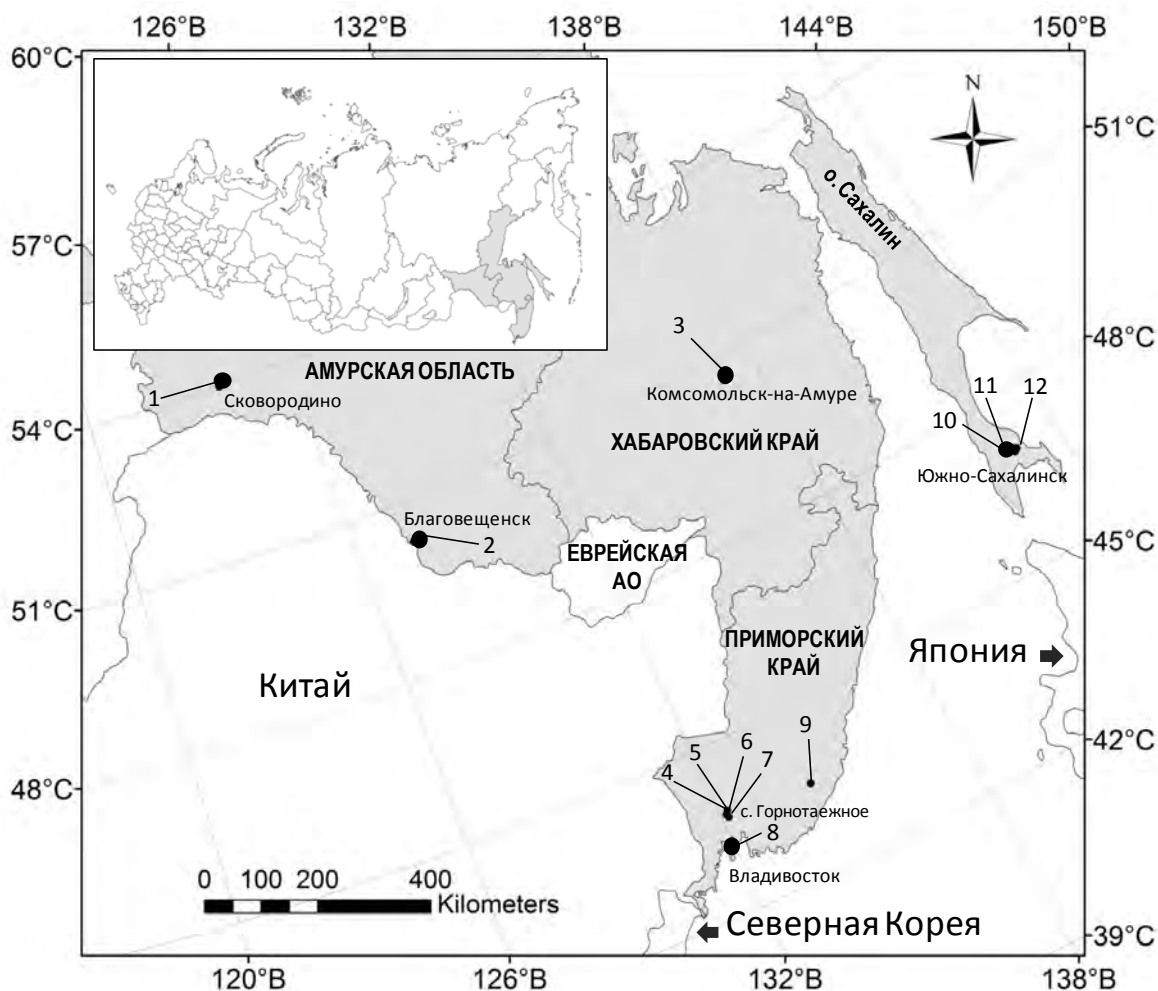 126°В 132°В 138°В 144°В 150°В
60°С
N
51°С
о. Сахалин
57°С
48°С
3
АМУРСКАЯ ОБЛАСТЬ
1
Сковородино
Комсомольск-на-Амуре
11 12
10
54°С
ХАБАРОВСКИЙ КРАЙ
Южно-Сахалинск
Благовещенск
2
45°С
ЕВРЕЙСКАЯ
АО
51°С
ПРИМОРСКИЙ
КРАЙ
Япония
Китай
9
6
5
7
4
42°С
48°С
с. Горнотаежное
8
Владивосток
0 100 200 400
Kilometers
Северная Корея
39°С
120°В 126°В 132°В 138°В